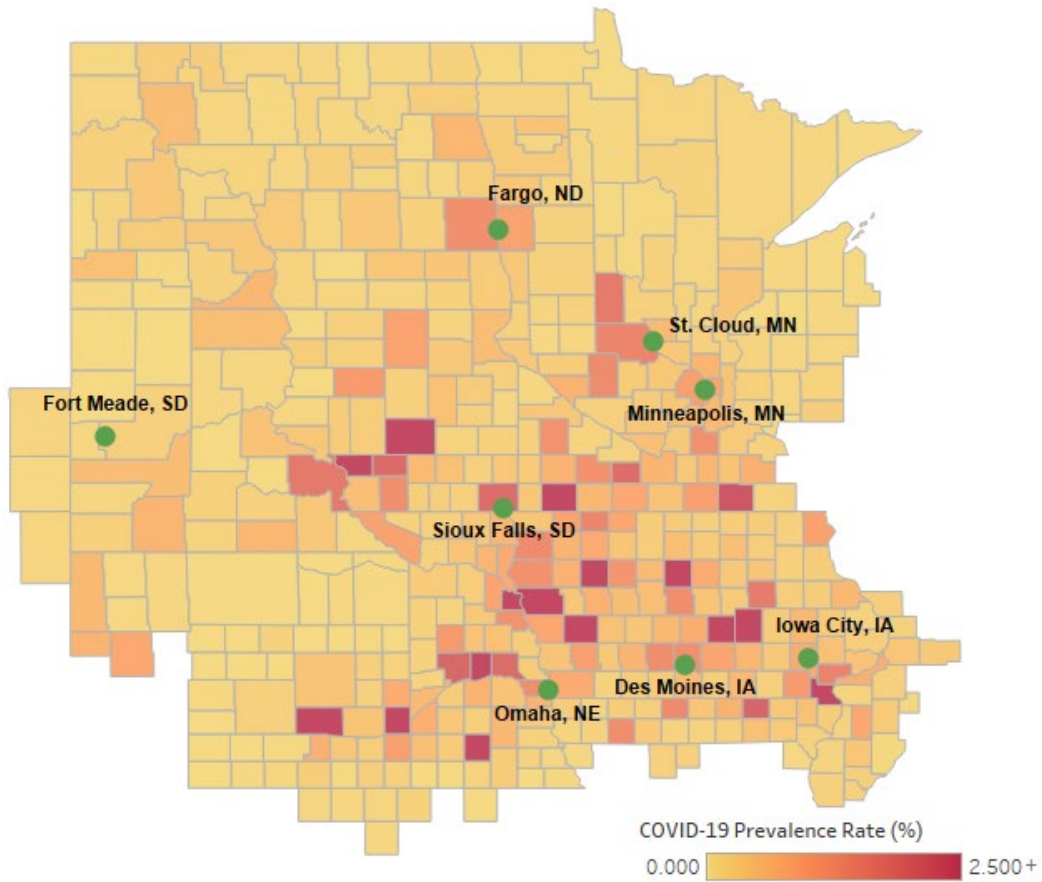 Fargo, ND
St. Cloud, MN
Fort Meade, SD
Minneapolis, MN
Sioux Falls, SD
Iowa City, IA
Des Moines, IA
Omaha, NE
COVID-19 Prevalence Rate (%)
0.000 2.500 +